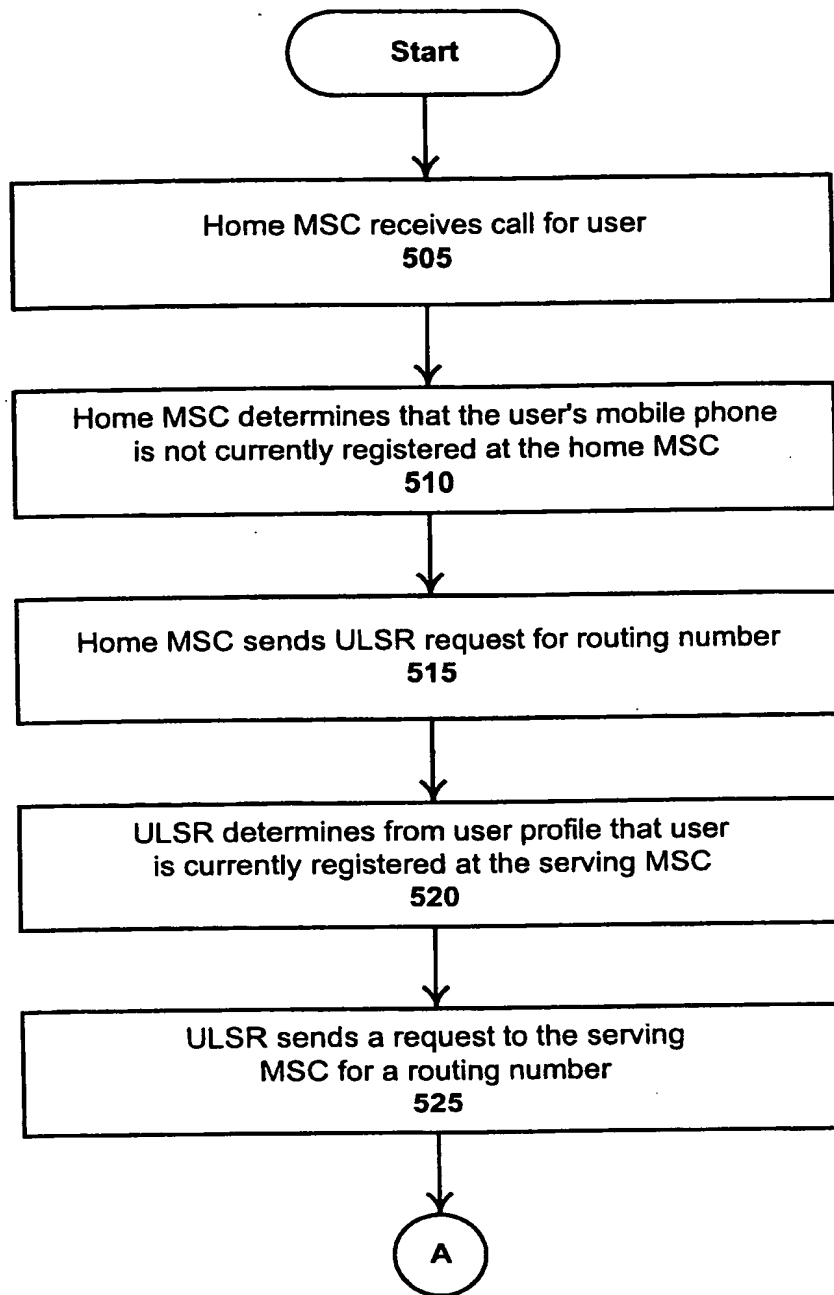 Start
Home MSC receives call for user
505
Home MSC determines that the user's mobile phone
is not currently registered at the home MSC
510
Home MSC sends ULSR request for routing number
515
ULSR determines from user profile that user
is currently registered at the serving MSC
520
ULSR sends a request to the serving
MSC for a routing number
525
A